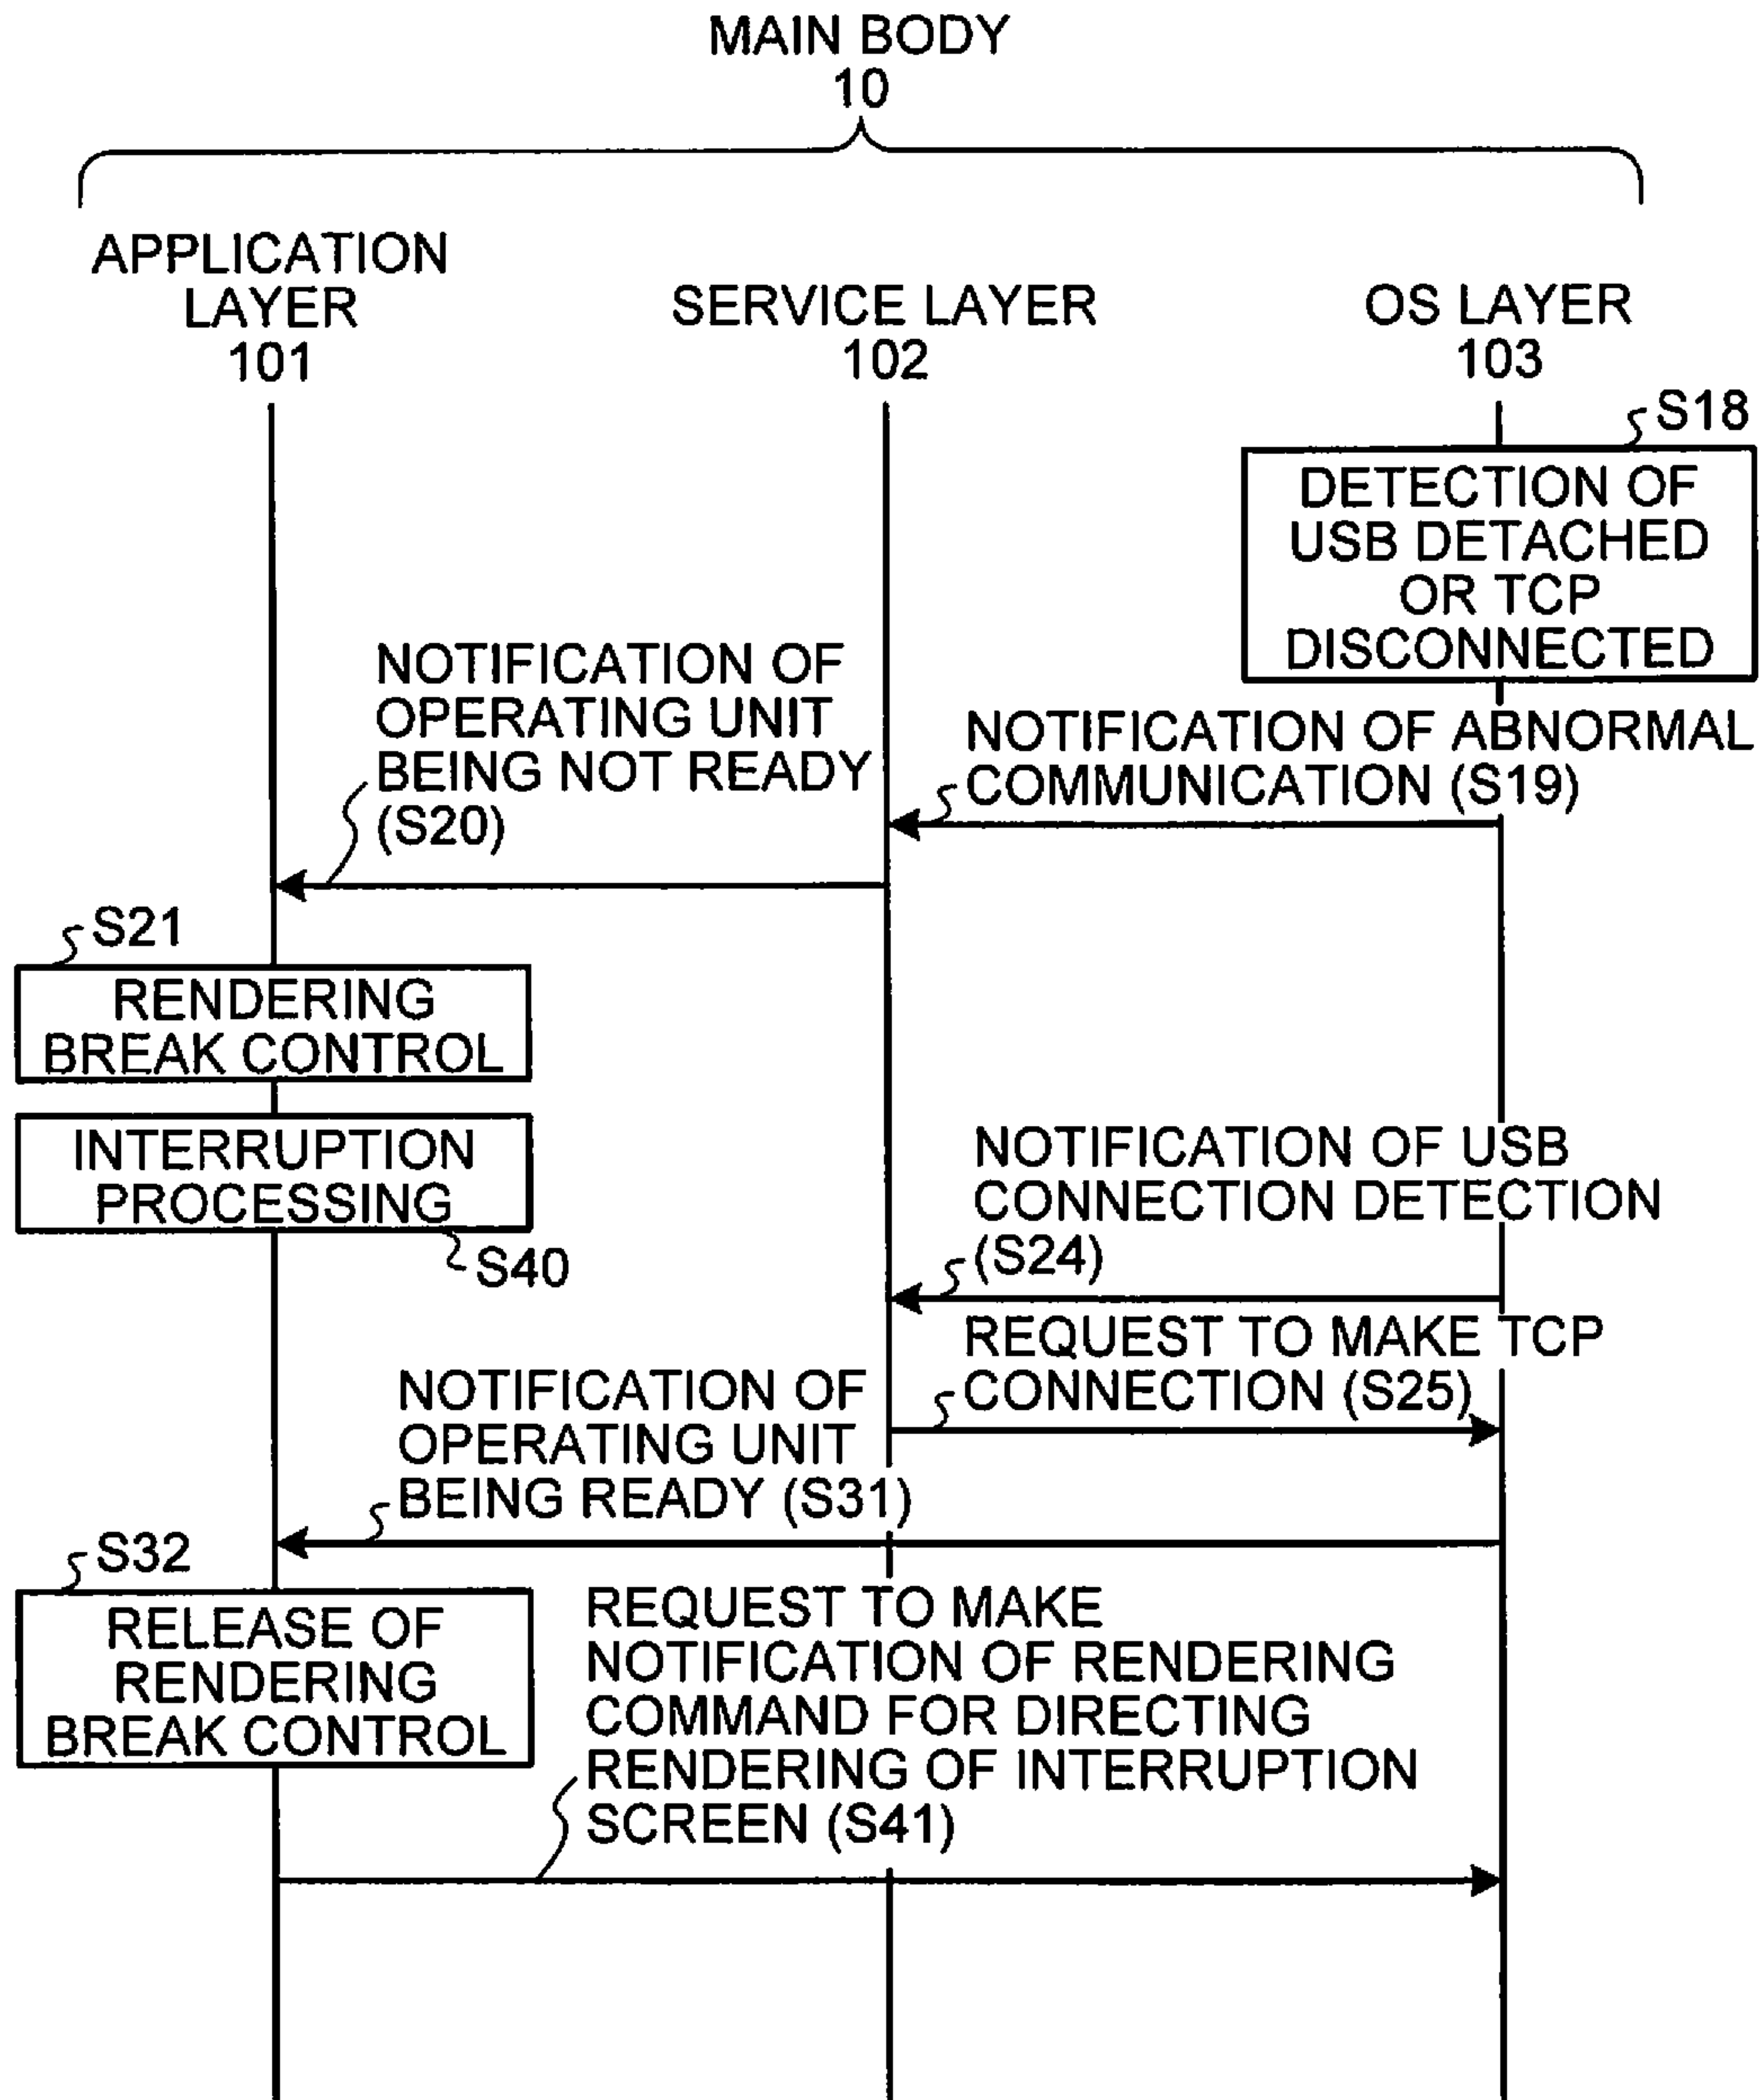 MAIN BODY
10
APPLICATION
LAYER
101
SERVICE LAYER
102
OS LAYER
103
S18
DETECTION OF
USB DETACHED
OR TCP
DISCONNECTED
NOTIFICATION OF ABNORMAL
COMMUNICATION (S19)
NOTIFICATION OF
OPERATING UNIT
BEING NOT READY
(S20)
S21
RENDERING
BREAK CONTROL
INTERRUPTION
PROCESSING
S40
NOTIFICATION OF USB
CONNECTION DETECTION
(S24)
REQUEST TO MAKE TCP
CONNECTION (S25)
NOTIFICATION OF
OPERATING UNIT
BEING READY (S31)
S32
RELEASE OF
RENDERING
BREAK CONTROL
REQUEST TO MAKE
NOTIFICATION OF RENDERING
COMMAND FOR DIRECTING
RENDERING OF INTERRUPTION
SCREEN (S41)